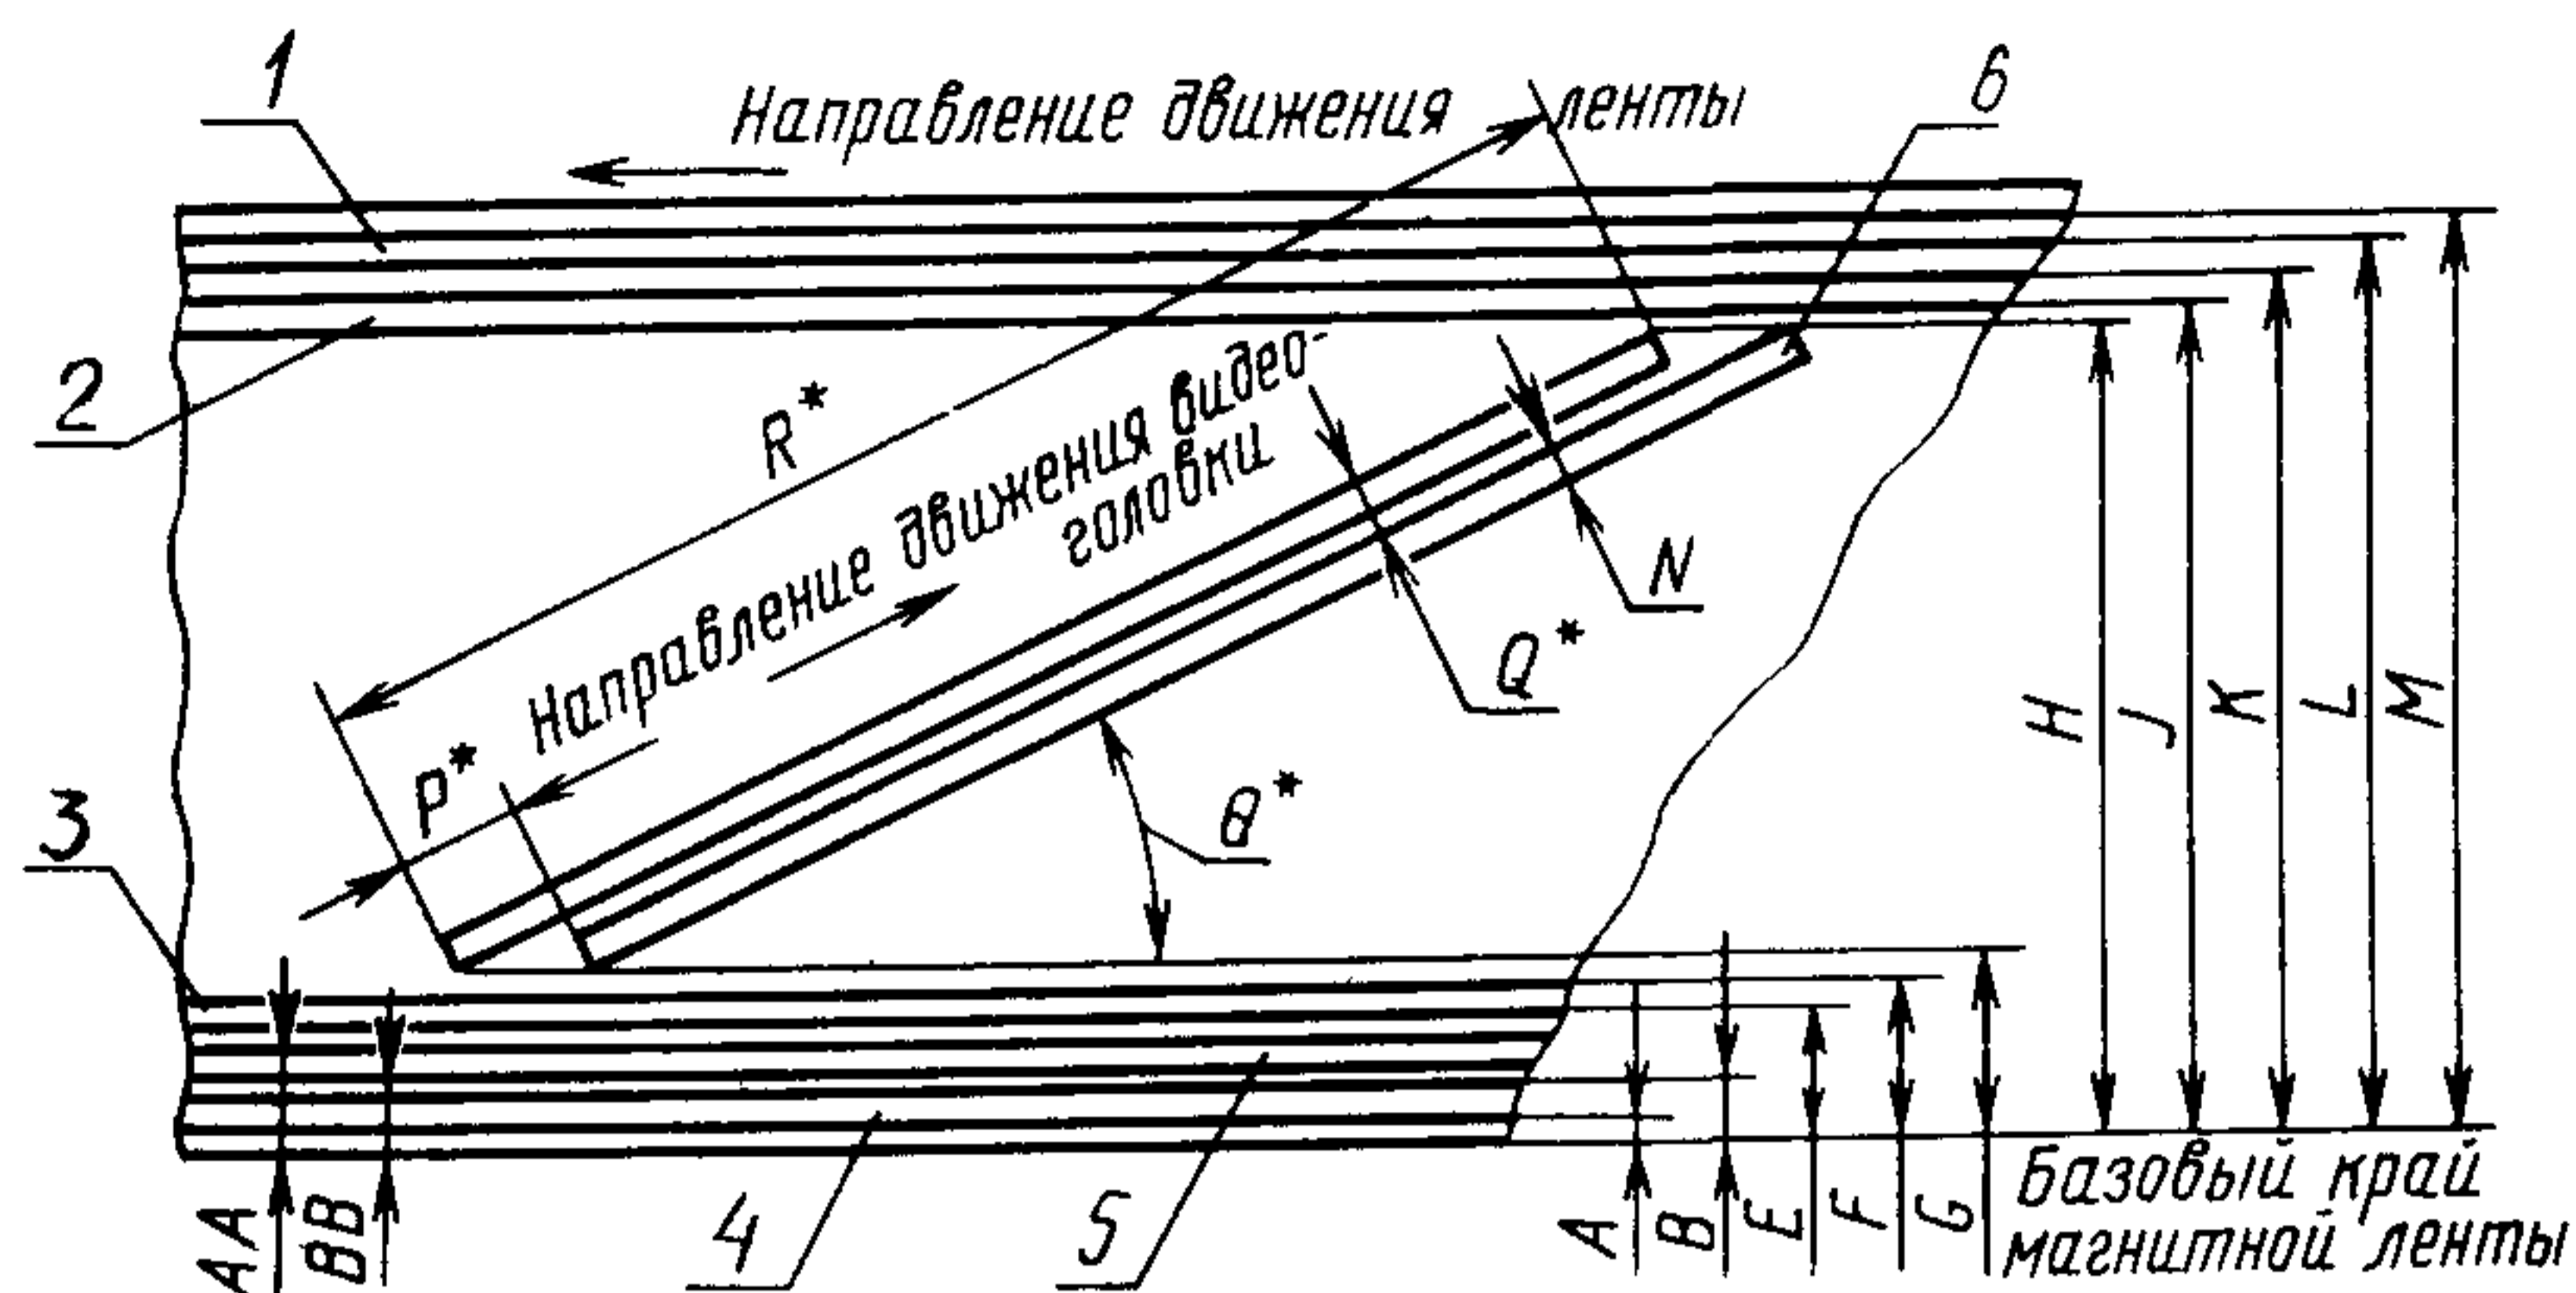 1
Направление движения ленты
6
2
R*
Направление движения видео-
головки
N
Q*
P*
θ*
H
J
K
L
M
3
Базовый край
магнитной ленты
AA
BB
4
5
A
B
E
F
G